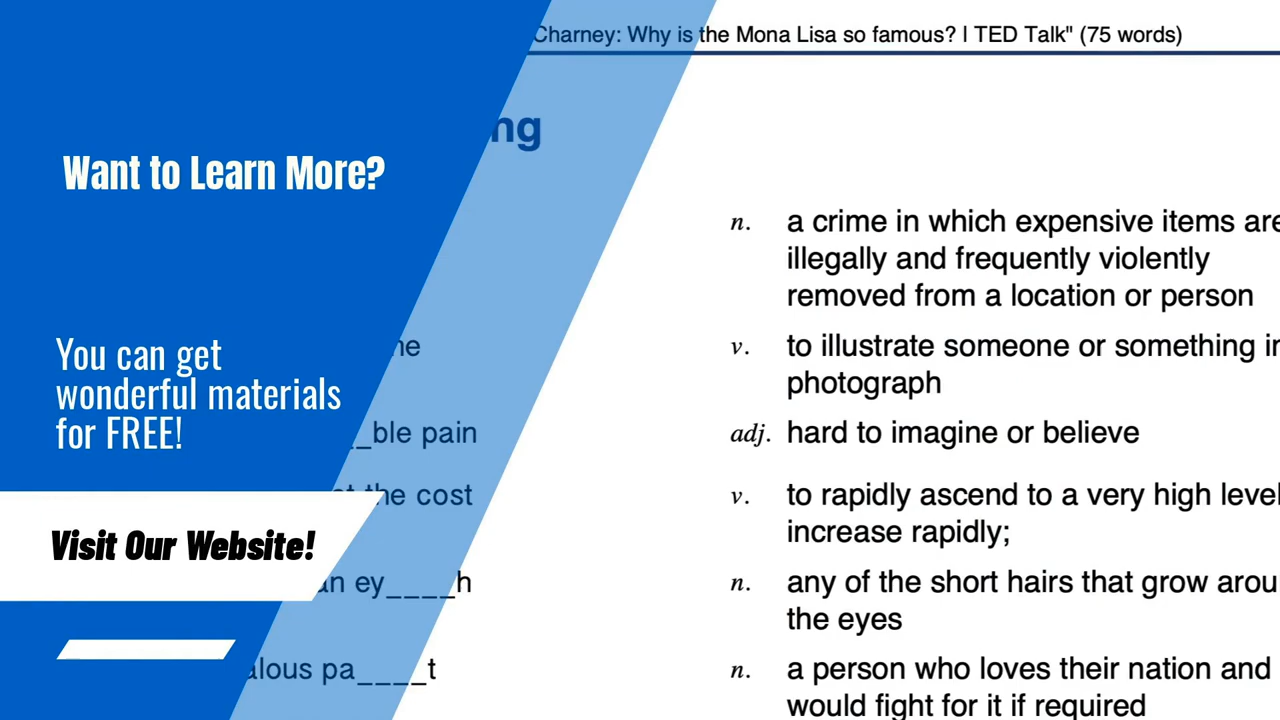 Charney: Why is the Mona Lisa so famous? | TED Talk" (75 words)
ng
Want to Learn More?
You can get
wonderful materials
for FREE!
Visit Our Website!
ne
_ble pain
the cost
an ey____h
alous pa____t
n. a crime in which expensive items are
illegally and frequently violently
removed from a location or person
v. to illustrate someone or something in
photograph
adj. hard to imagine or believe
v. to rapidly ascend to a very high level
increase rapidly;
n. any of the short hairs that grow arou
the eyes
n. a person who loves their nation and
would fight for it if required